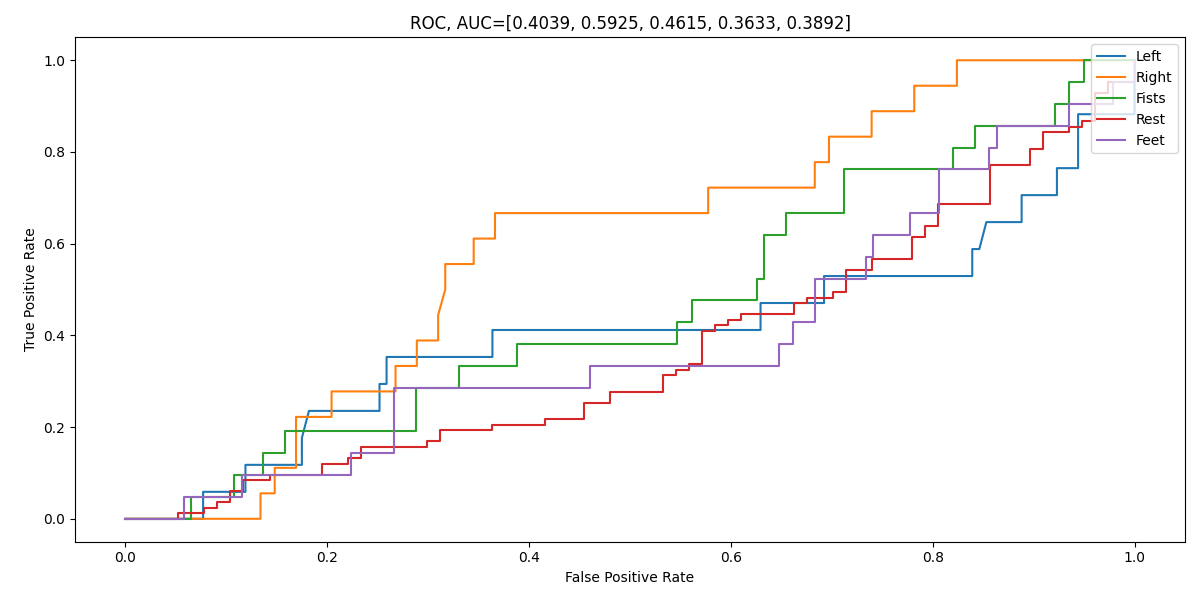 ROC, AUC=[0.4039, 0.5925, 0.4615, 0.3633, 0.3892]
Left
Right
Fists
Rest
Feet
True Positive Rate
1.0
0.8
0.6
0.4
0.2
0.0
0.0 0.2 0.4 0.6 0.8 1.0
False Positive Rate